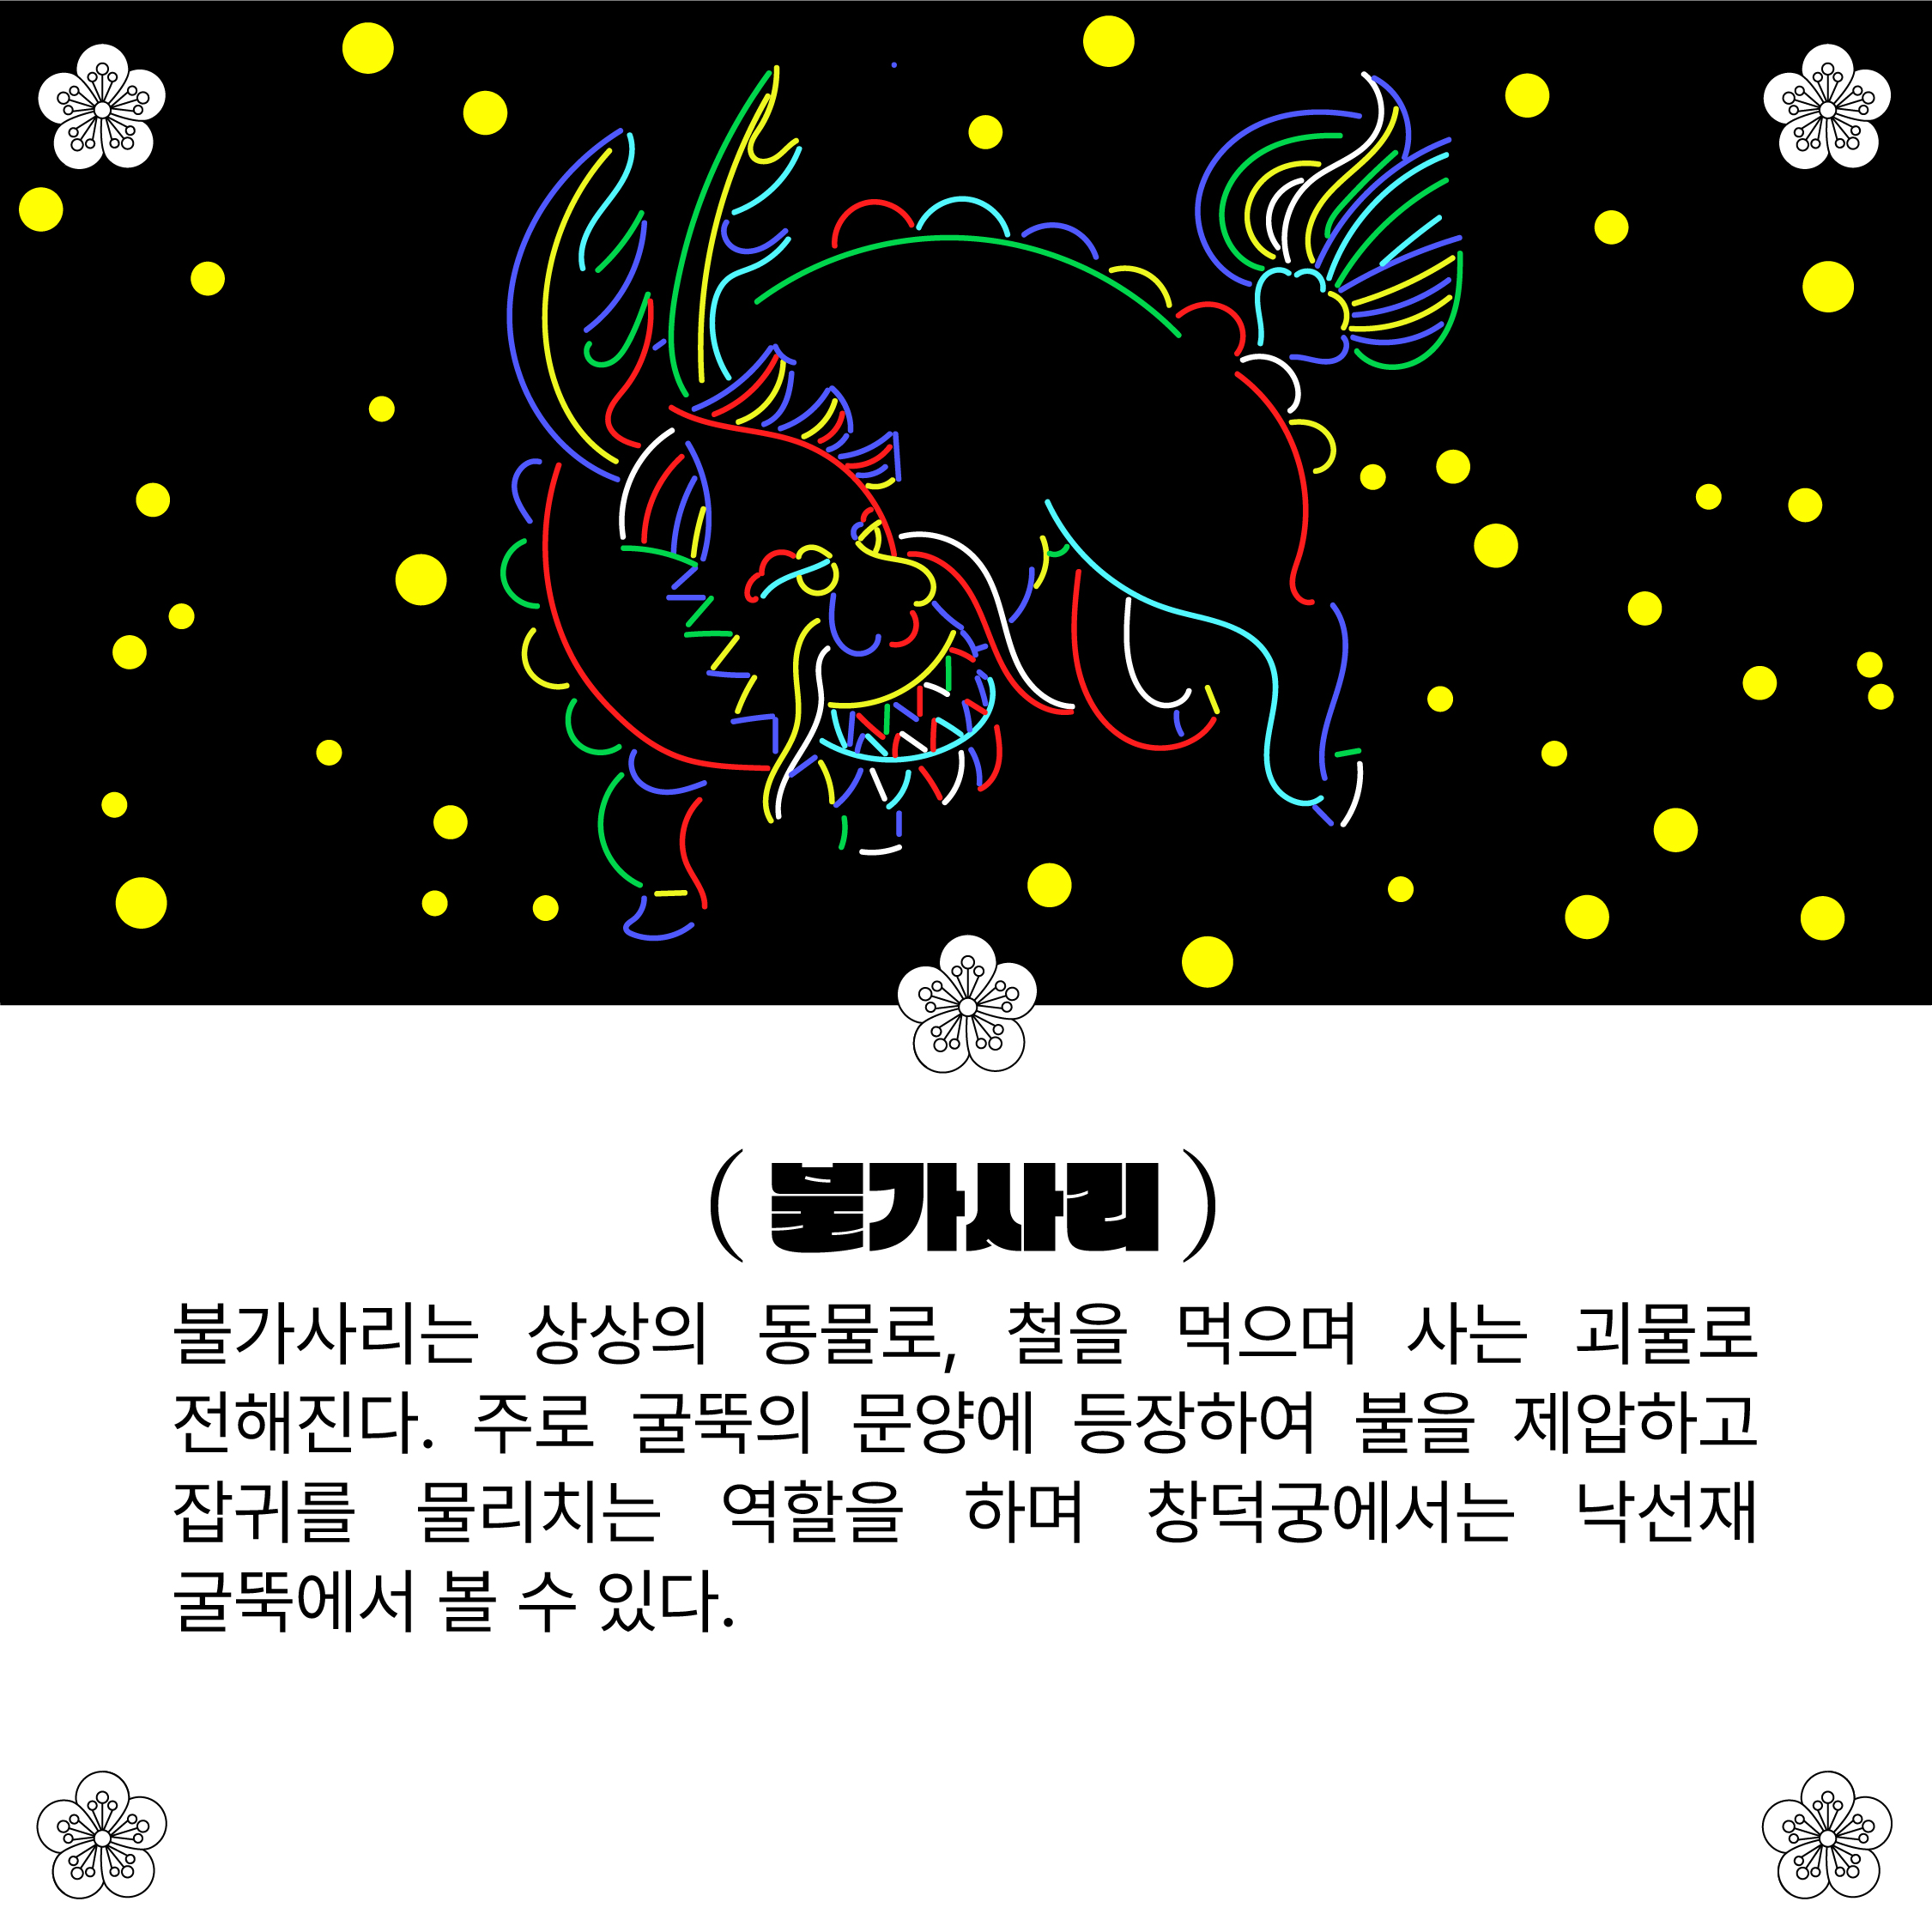 (불가사리)
불가사리는 상상의 동물로, 철을 먹으며 사는 괴물로
전해진다. 주로 굴뚝의 문양에 등장하여 불을 제압하고
잡귀를 물리치는 역할을 하며 창덕궁에서는 낙선재
굴뚝에서 볼 수 있다.